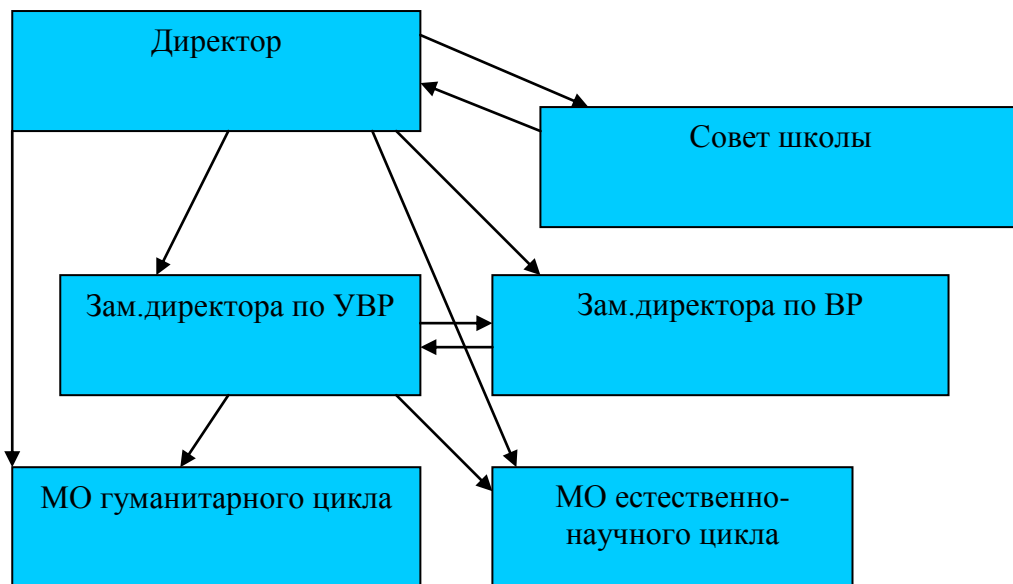 Директор
Совет школы
Зам.директора по УВР
Зам.директора по ВР
МО гуманитарного цикла
МО естественно-
научного цикла